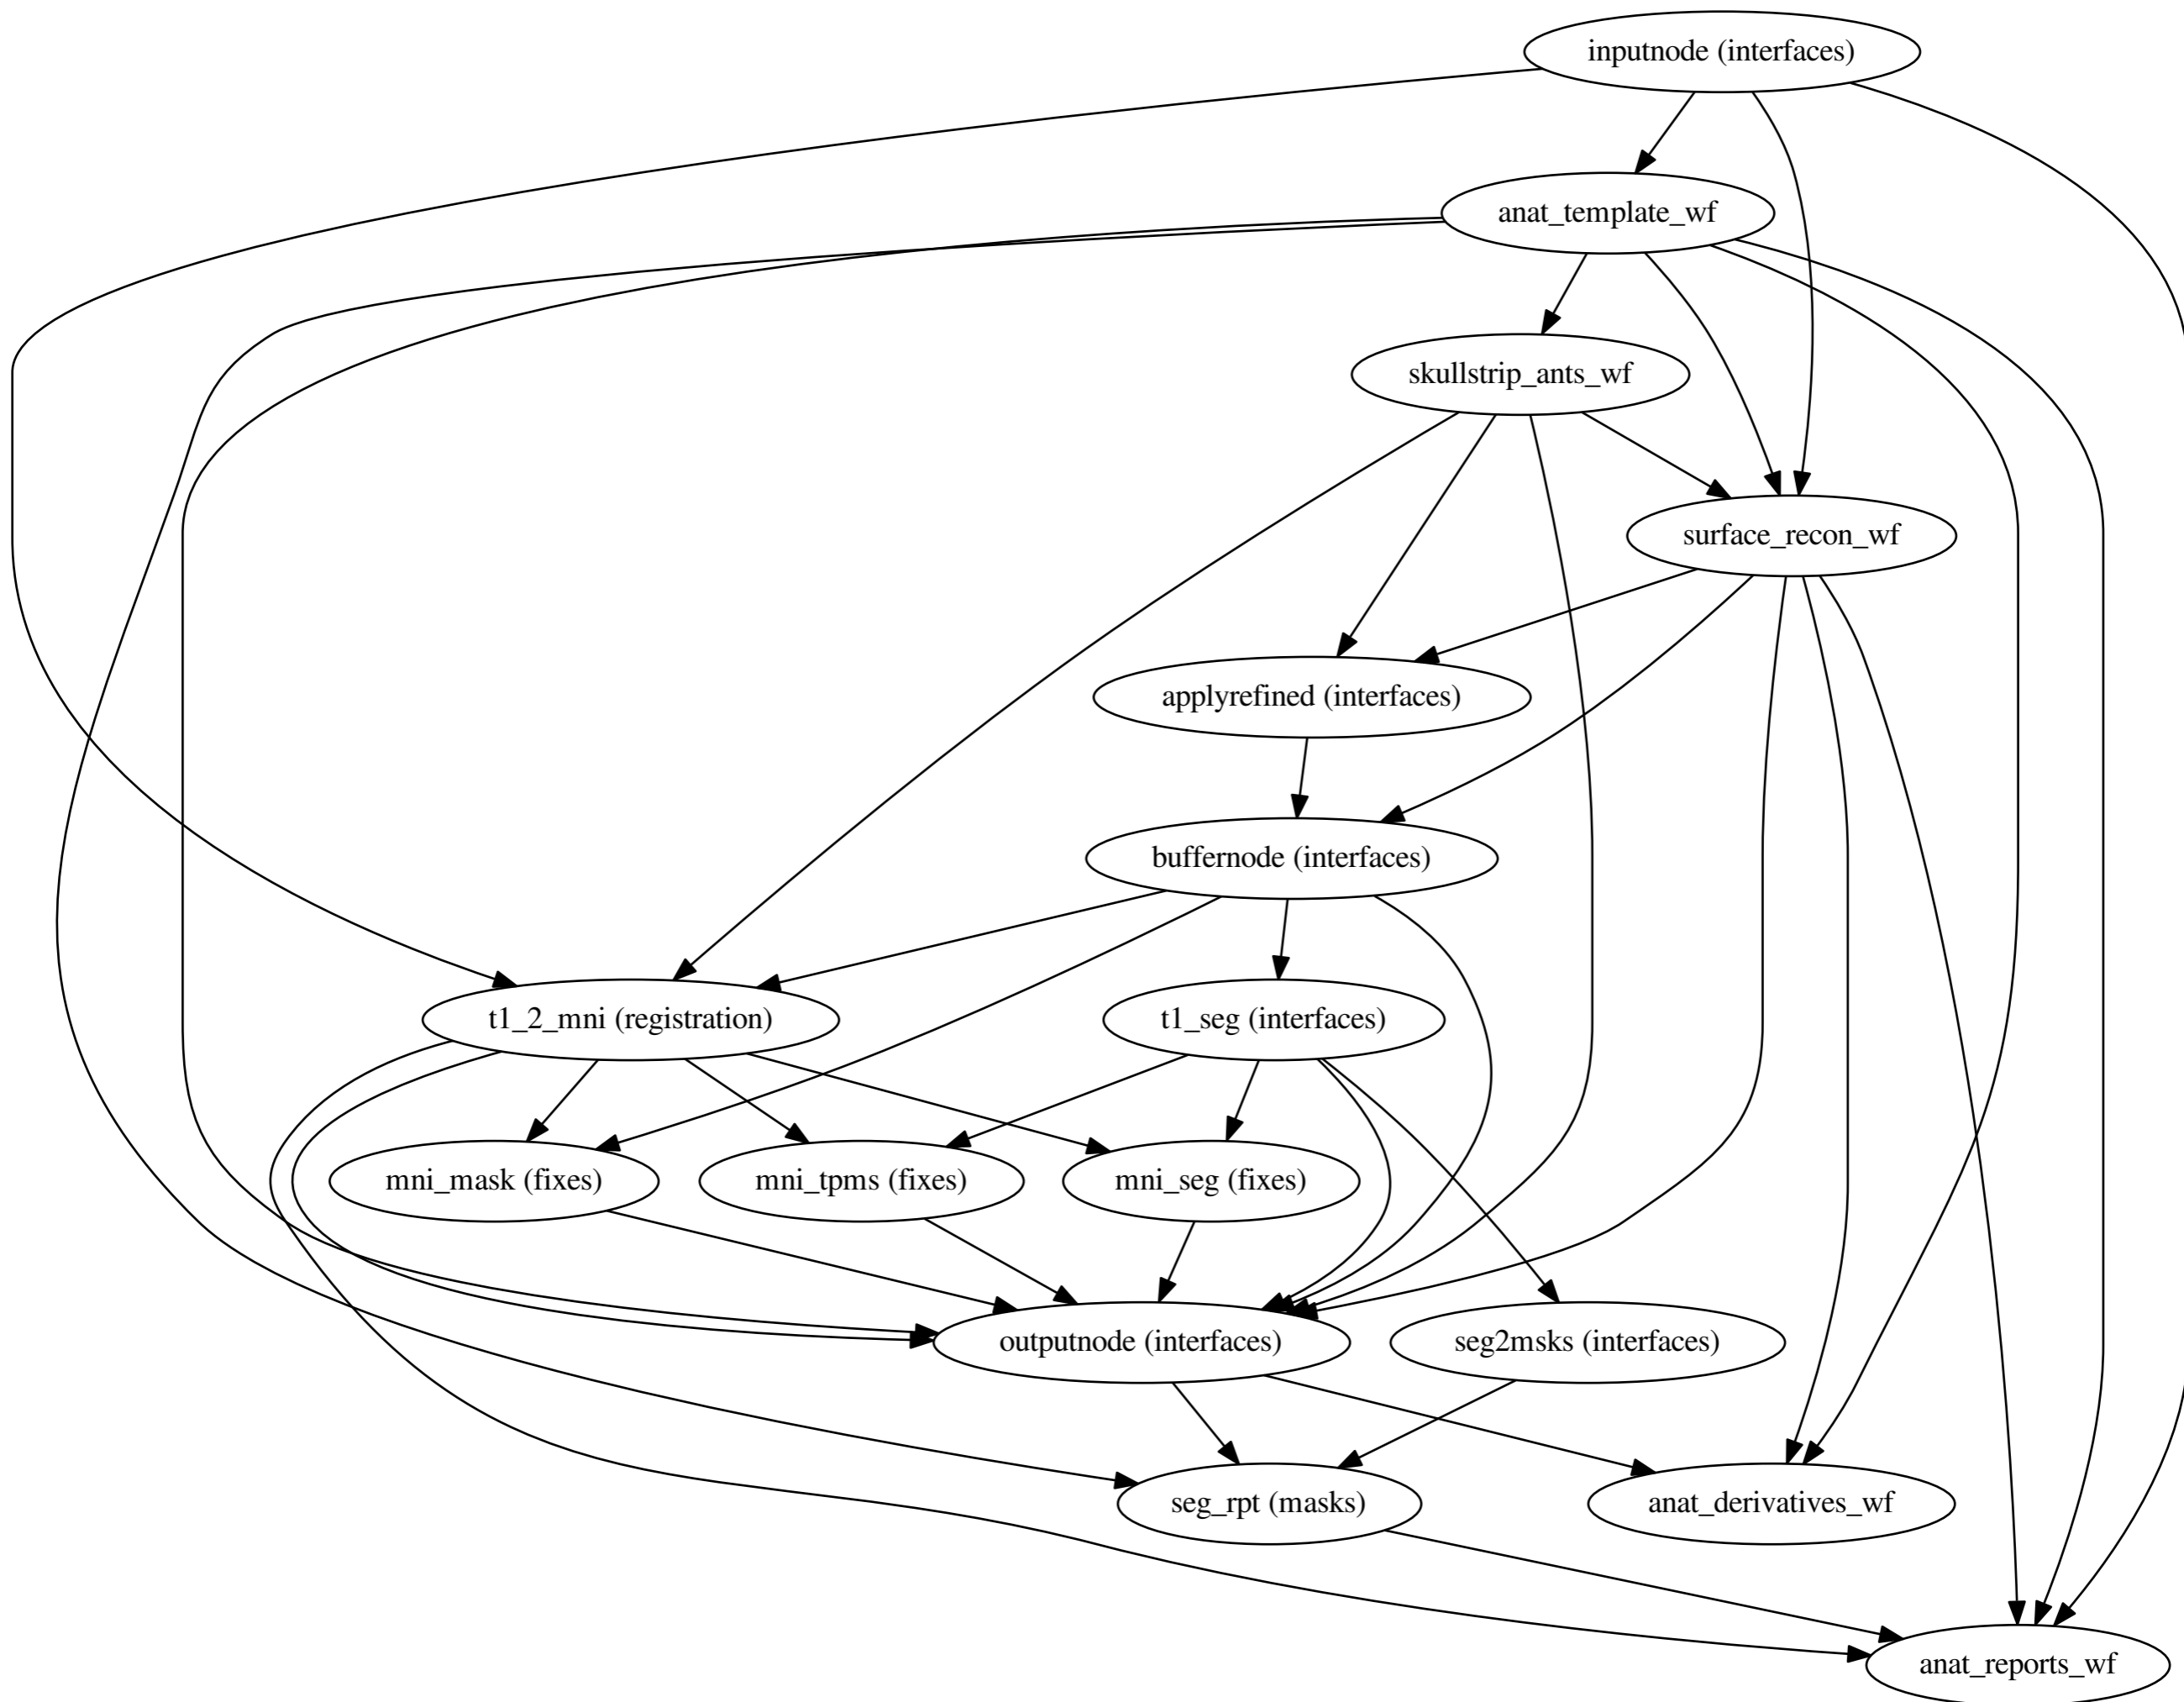 inputnode (interfaces)
anat_template_wf
skullstrip_ants_wf
surface_recon_wf
applyrefined (interfaces)
buffernode (interfaces)
t1_2_mni (registration)
t1_seg (interfaces)
mni_mask (fixes)
mni_tpms (fixes)
mni_seg (fixes)
outputnode (interfaces)
seg2msks (interfaces)
seg_rpt (masks)
anat_derivatives_wf
anat_reports_wf